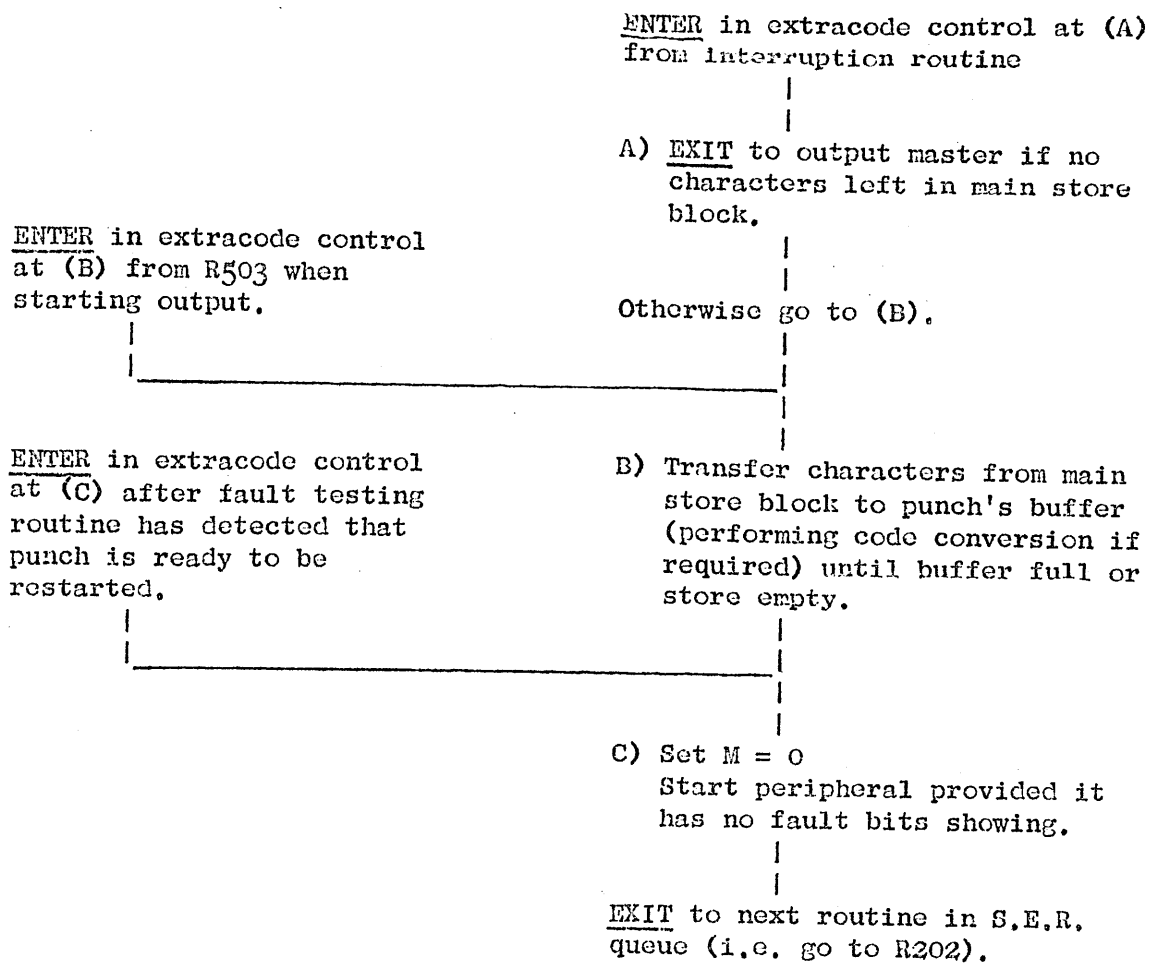 ENTER in extracode control at (A)
from interruption routine
A) EXIT to output master if no
characters left in main store
block.
ENTER in extracode control
at (B) from R503 when
starting output.
Otherwise go to (B).
ENTER in extracode control
at (C) after fault testing
routine has detected that
punch is ready to be
restarted.
B) Transfer characters from main
store block to punch's buffer
(performing code conversion if
required) until buffer full or
store empty.
C) Set M = 0
Start peripheral provided it
has no fault bits showing.
EXIT to next routine in S.E.R.
queue (i.e. go to R202).